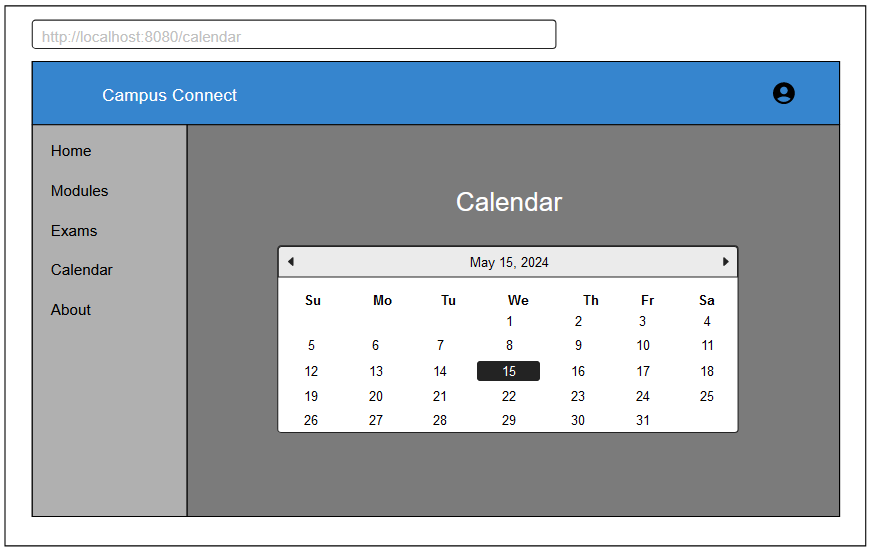 http://localhost:8080/calendar
Campus Connect
Home
Modules
Exams
Calendar
About
Calendar
May 15, 2024
Su Mo Tu We Th Fr Sa
1 2 3 4
5 6 7 8 9 10 11
12 13 14 15 16 17 18
19 20 21 22 23 24 25
26 27 28 29 30 31